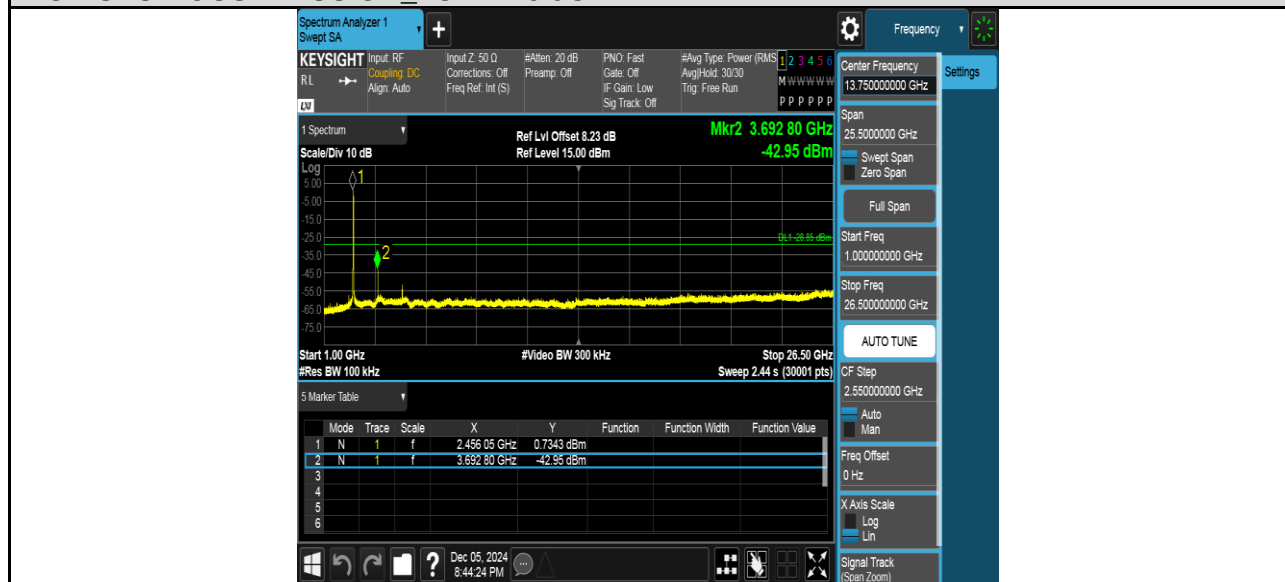 Spectrum Analyzer 1
Swept SA
+
Frequency
KEYSIGHT
RL
LXI
Input: RF
Coupling: DC
Align: Auto
Input Z: 50 Ω
Corrections: Off
Freq Ref: Int (S)
#Atten: 20 dB
Preamp: Off
PNO: Fast
Gate: Off
IF Gain: Low
Sig Track: Off
#Avg Type: Power (RMS
Avg|Hold: 30/30
Trig: Free Run
1 2 3 4 5 6
M W W W W W
P P P P P P
1 Spectrum
Scale/Div 10 dB
Ref Lvl Offset 8.23 dB
Ref Level 15.00 dBm
Mkr2 3.692 80 GHz
-42.95 dBm
Log
5.00
-5.00
-15.0
-25.0
-35.0
-45.0
-55.0
-65.0
-75.0
1
2
DL1 -28.85 dBm
Start 1.00 GHz
#Video BW 300 kHz
Stop 26.50 GHz
#Res BW 100 kHz
Sweep 2.44 s (30001 pts)
5 Marker Table
Mode Trace Scale X Y Function Function Width Function Value
1 N 1 f 2.456 05 GHz 0.7343 dBm
2 N 1 f 3.692 80 GHz -42.95 dBm
3
4
5
6
?
Dec 05, 2024
8:44:24 PM
Center Frequency
13.750000000 GHz
Settings
Span
25.5000000 GHz
Swept Span
Zero Span
Full Span
Start Freq
1.000000000 GHz
Stop Freq
26.500000000 GHz
AUTO TUNE
CF Step
2.550000000 GHz
Auto
Man
Freq Offset
0 Hz
X Axis Scale
Log
Lin
Signal Track
(Span Zoom)